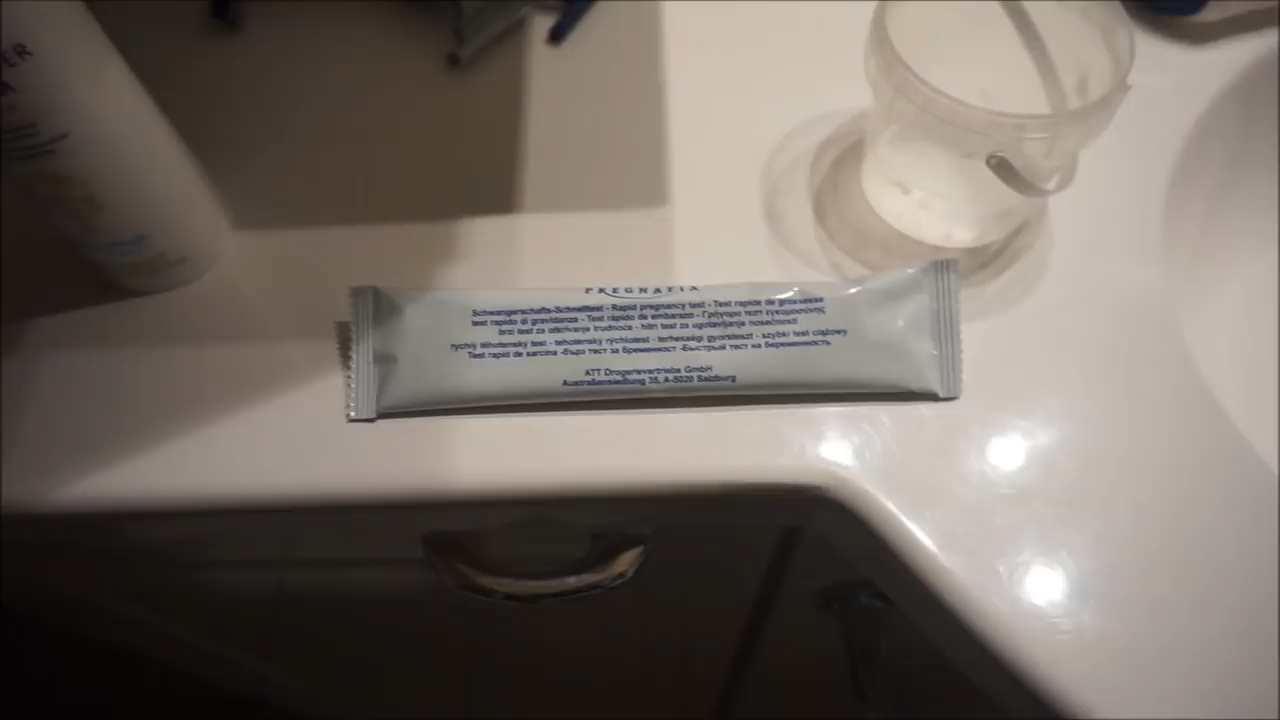 ER
PREGNAFIX
Schwangerschafts-Schnelltest - Rapid pregnancy test - Test rapide de grossesse
test rapido di gravidanza - Test rápido de embarazo - Γρήγορο τεστ εγκυμοσύνης
brzi test za otkrivanje trudnoće - hitri test za ugotavljanje nosečnosti
rychlý těhotenský test - tehotenský rýchlotest - terhességi gyorsteszt - szybki test ciążowy
Test rapid de sarcina -Бърз тест за бременност -Быстрый тест на беременность
ATT Drogerievertriebs GmbH
Austraßensiedlung 35, A-5020 Salzburg